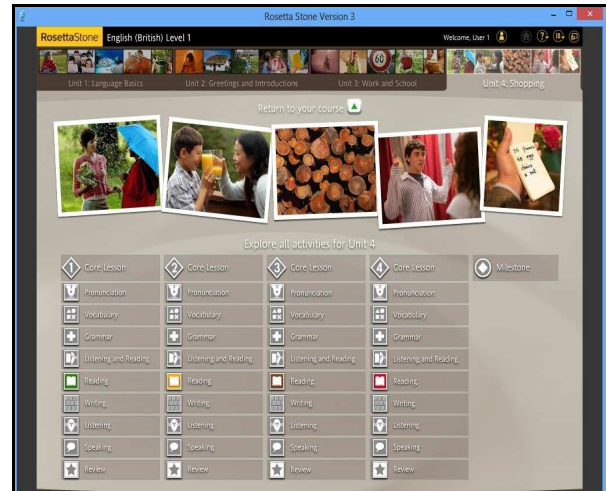 Rosetta Stone Version 3
RosettaStone English (British) Level 1 Welcome, User 1
60
Unit 1: Language Basics Unit 2: Greetings and Introductions Unit 3: Work and School Unit 4: Shopping
Return to your course
Explore all activities for Unit 4
1 Core Lesson 2 Core Lesson 3 Core Lesson 4 Core Lesson Milestone
Pronunciation Pronunciation Pronunciation Pronunciation
Vocabulary Vocabulary Vocabulary Vocabulary
Grammar Grammar Grammar Grammar
Listening and Reading Listening and Reading Listening and Reading Listening and Reading
Reading Reading Reading Reading
Writing Writing Writing Writing
Listening Listening Listening Listening
Speaking Speaking Speaking Speaking
Review Review Review Review